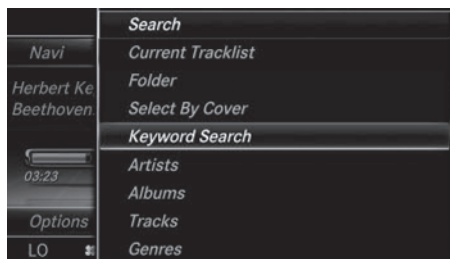 Search
Navi
Current Tracklist
Herbert Ke
Folder
Beethoven
Select By Cover
Keyword Search
03:23
Artists
Albums
Options
Tracks
LO
Genres